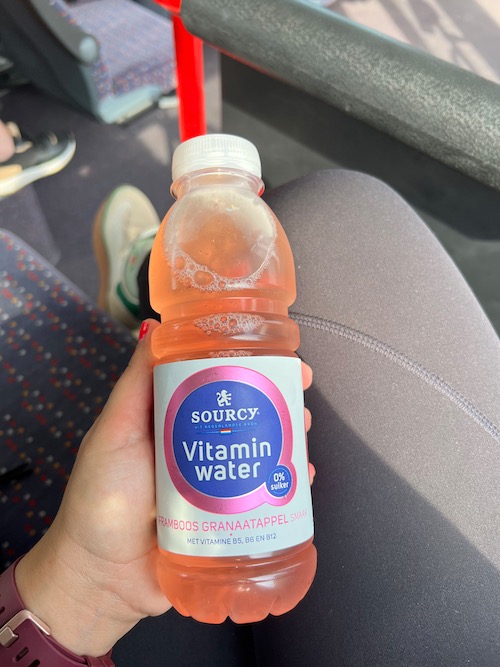 SOURCY
UIT NEDERLANDSE BRON
Vitamin
water
0%
suiker
FRAMBOOS GRANAATAPPEL SMAAK
MET VITAMINE B5, B6 EN B12